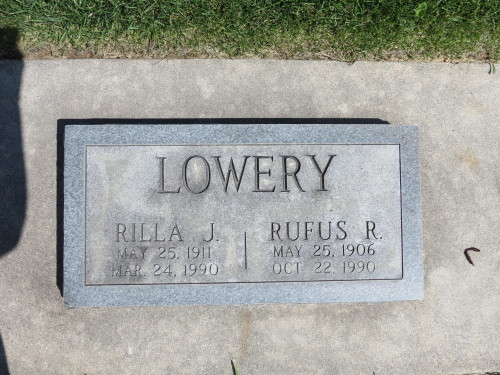 LOWERY
RILLA J.
MAY 25, 1911
MAR 24, 1990
RUFUS R.
MAY 25, 1906
OCT 22, 1990